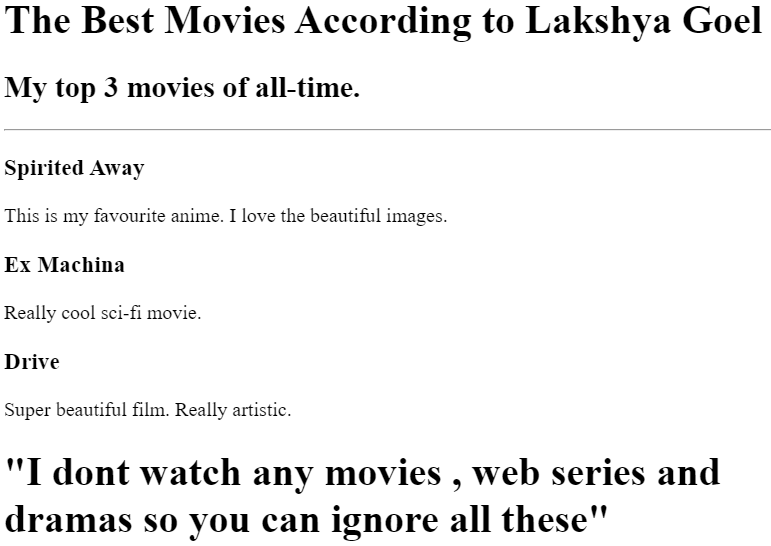 The Best Movies According to Lakshya Goel
My top 3 movies of all-time.
Spirited Away
This is my favourite anime. I love the beautiful images.
Ex Machina
Really cool sci-fi movie.
Drive
Super beautiful film. Really artistic.
"I dont watch any movies , web series and
dramas so you can ignore all these"